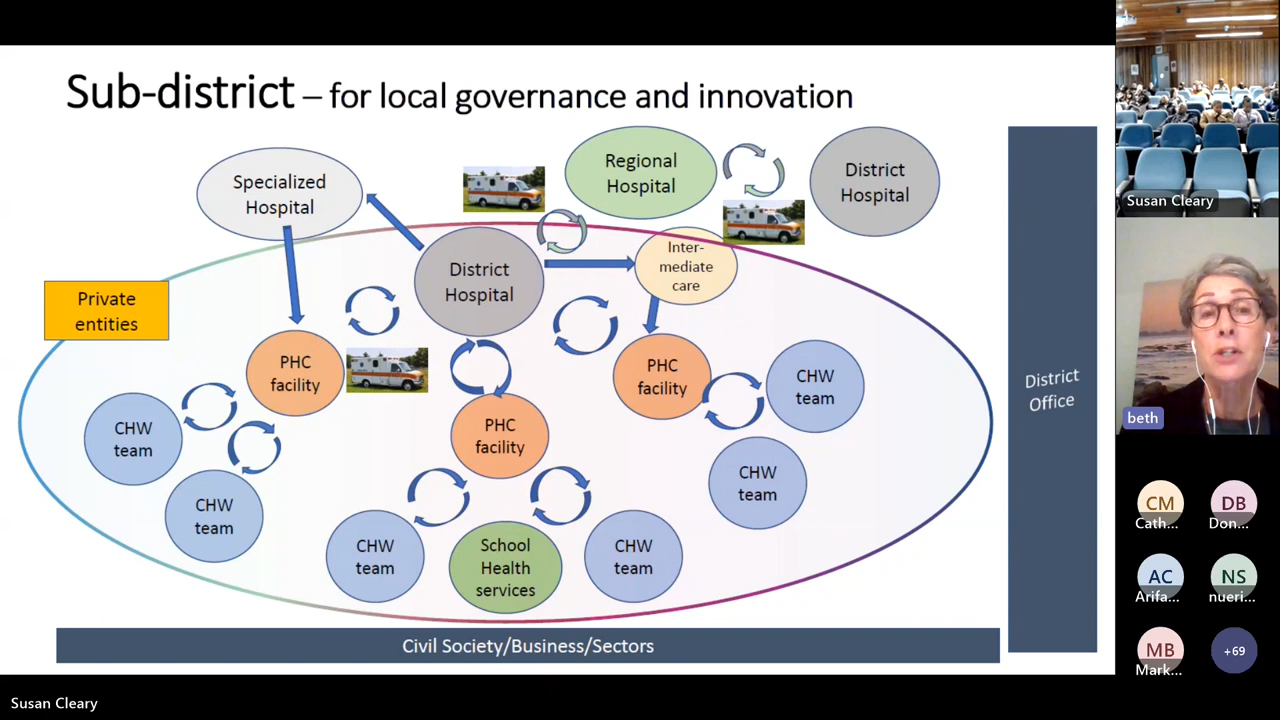 Sub-district – for local governance and innovation
Specialized
Hospital
Regional
Hospital
District
Hospital
District
Hospital
Inter-
mediate
care
Private
entities
PHC
facility
PHC
facility
PHC
facility
CHW
team
CHW
team
CHW
team
CHW
team
CHW
team
CHW
team
School
Health
services
District
Office
Civil Society/Business/Sectors
Susan Cleary
beth
CM
Cath...
DB
Don...
AC
Arifa...
NS
nueri...
MB
Mark...
+69
Susan Cleary